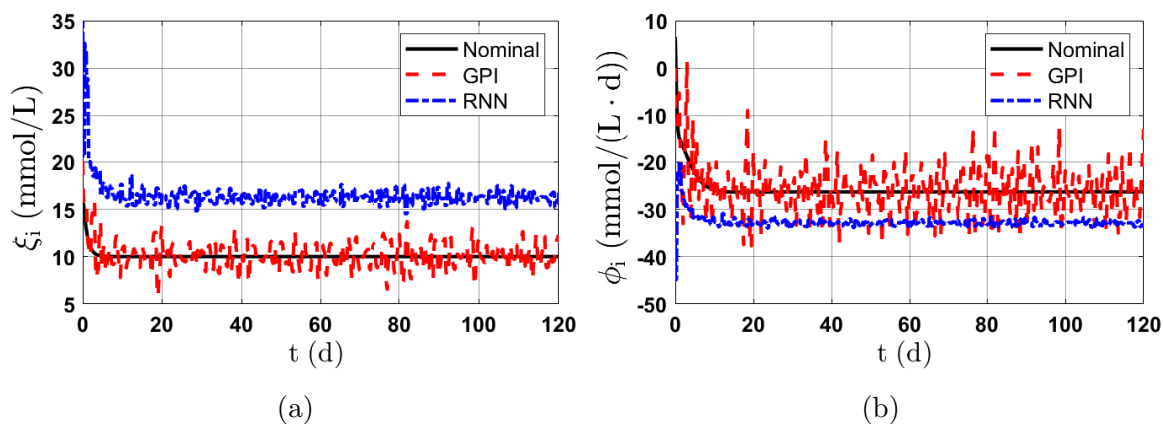 35
30
25
20
15
10
5
ξi (mmol/L)
Nominal
GPI
RNN
0 20 40 60 80 100 120
t (d)
(a)
10
0
-10
-20
-30
-40
-50
ϕi (mmol/(L · d))
Nominal
GPI
RNN
0 20 40 60 80 100 120
t (d)
(b)